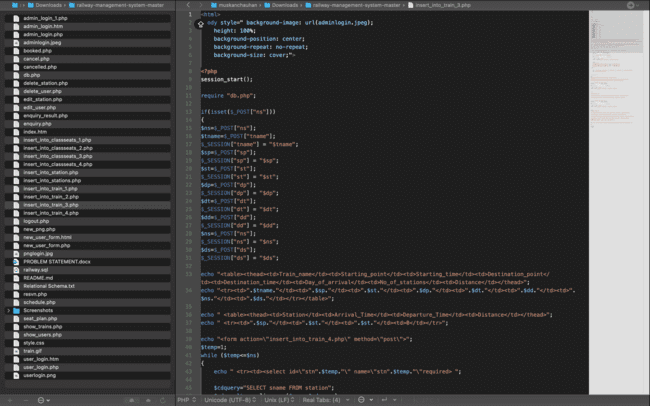 Downloads railway-management-system-master
muskanchauhan Downloads railway-management-system-master insert_into_train_3.php
admin_login_1.php
admin_login.htm
admin_login.php
adminlogin.jpeg
booked.php
cancel.php
cancelled.php
db.php
delete_station.php
delete_user.php
edit_station.php
edit_user.php
enquiry_result.php
enquiry.php
index.htm
insert_into_classseats_1.php
insert_into_classseats_2.php
insert_into_classseats_3.php
insert_into_classseats_4.php
insert_into_station.php
insert_into_stations.php
insert_into_train_1.php
insert_into_train_2.php
insert_into_train_3.php
insert_into_train_4.php
logout.php
new_png.php
new_user_form.html
new_user_form.php
pnglogin.jpg
PROBLEM STATEMENT.docx
railway.sql
README.md
Relational Schema.txt
resvn.php
schedule.php
Screenshots
seat_plan.php
show_trains.php
show_users.php
style.css
train.gif
user_login.htm
user_login.php
userlogin.png
1 <html>
ody style=" background-image: url(adminlogin.jpeg);
height: 100%;
background-position: center;
background-repeat: no-repeat;
background-size: cover;">
<?php
session_start();
require "db.php";
if(isset($_POST["ns"]))
{
$ns=$_POST["ns"];
$tname=$_POST["tname"];
$_SESSION["tname"] = "$tname";
$sp=$_POST["sp"];
$_SESSION["sp"] = "$sp";
$st=$_POST["st"];
$_SESSION["st"] = "$st";
$dp=$_POST["dp"];
$_SESSION["dp"] = "$dp";
$dt=$_POST["dt"];
$_SESSION["dt"] = "$dt";
$dd=$_POST["dd"];
$_SESSION["dd"] = "$dd";
$ns=$_POST["ns"];
$_SESSION["ns"] = "$ns";
$ds=$_POST["ds"];
$_SESSION["ds"] = "$ds";
echo "<table><thead><td>Train_name</td><td>Starting_point</td><td>Starting_time</td><td>Destination_point</
td><td>Destination_time</td><td>Day_of_arrival</td><td>No_of_stations</td><td>Distance</td></thead>";
echo "<tr><td>".$tname."</td><td>".$sp."</td><td>".$st."</td><td>".$dp."</td><td>".$dt."</td><td>".$dd."</td><td>".
$ns."</td><td>".$ds."</td></tr></table>";
echo " <table><thead><td>Station</td><td>Arrival_Time</td><td>Departure_Time</td><td>Distance</td></thead>";
echo " <tr><td>".$sp."</td><td>".$st."</td><td>".$st."</td><td>0</td></tr>";
echo "<form action=\"insert_into_train_4.php\" method=\"post\">";
$temp=1;
while ($temp<=$ns)
{
echo " <tr><td><select id=\"stn".$temp."\" name=\"stn".$temp."\"required> ";
$cdquery="SELECT sname FROM station";
PHP Unicode (UTF-8) Unix (LF) Real Tabs: (4)